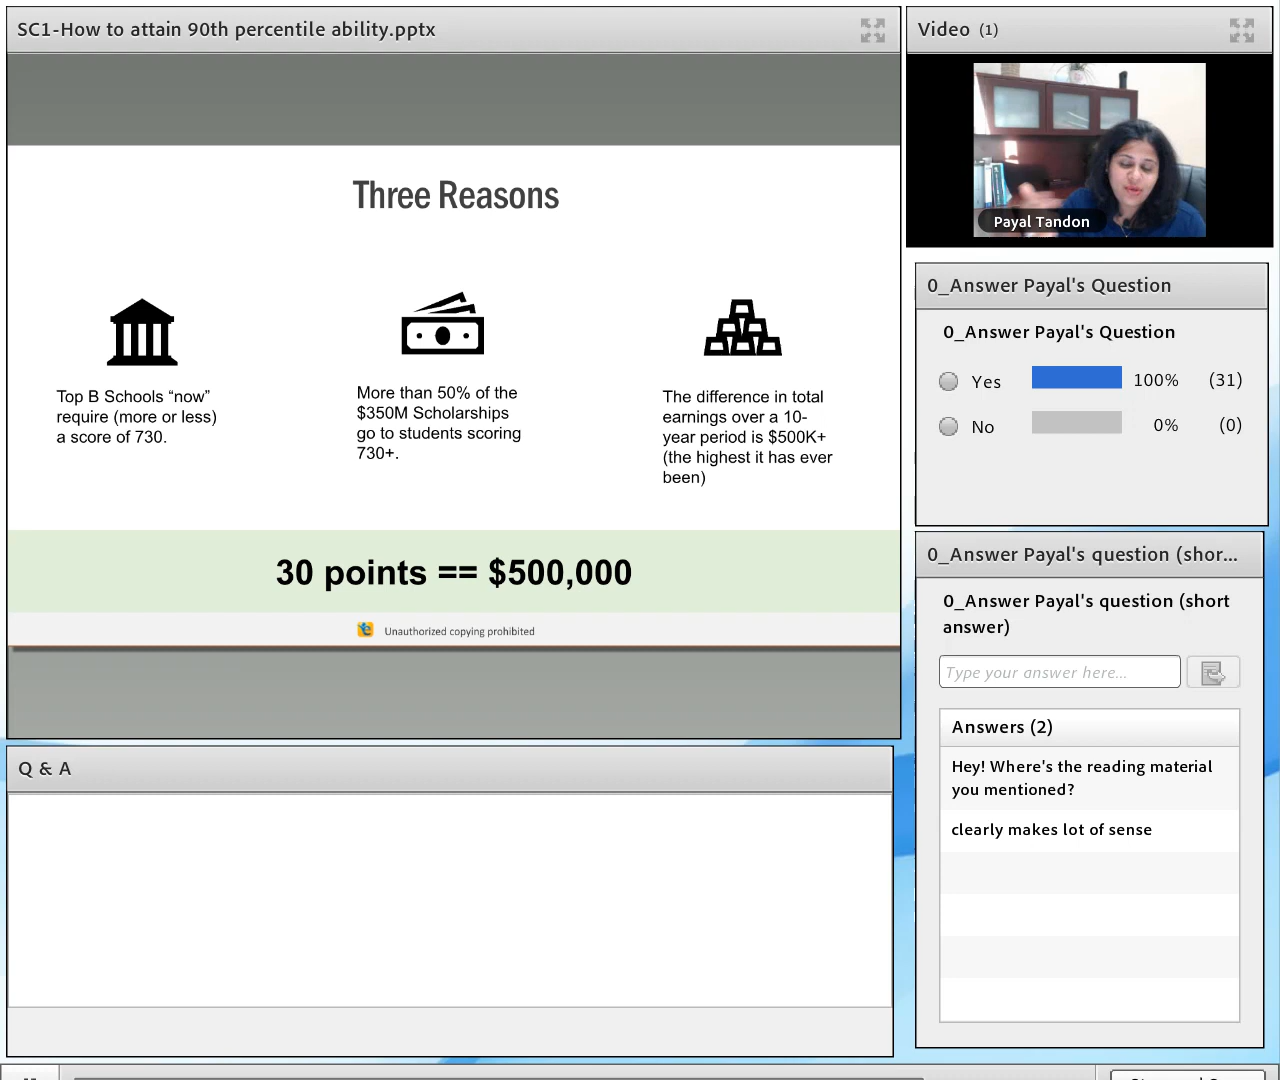 SC1-How to attain 90th percentile ability.pptx
Three Reasons
Top B Schools “now”
require (more or less)
a score of 730.
More than 50% of the
$350M Scholarships
go to students scoring
730+.
The difference in total
earnings over a 10-
year period is $500K+
(the highest it has ever
been)
30 points == $500,000
Unauthorized copying prohibited
Q & A
Video (1)
Payal Tandon
0_Answer Payal's Question
0_Answer Payal's Question
Yes 100% (31)
No 0% (0)
0_Answer Payal's question (shor...
0_Answer Payal's question (short
answer)
Type your answer here...
Answers (2)
Hey! Where's the reading material
you mentioned?
clearly makes lot of sense